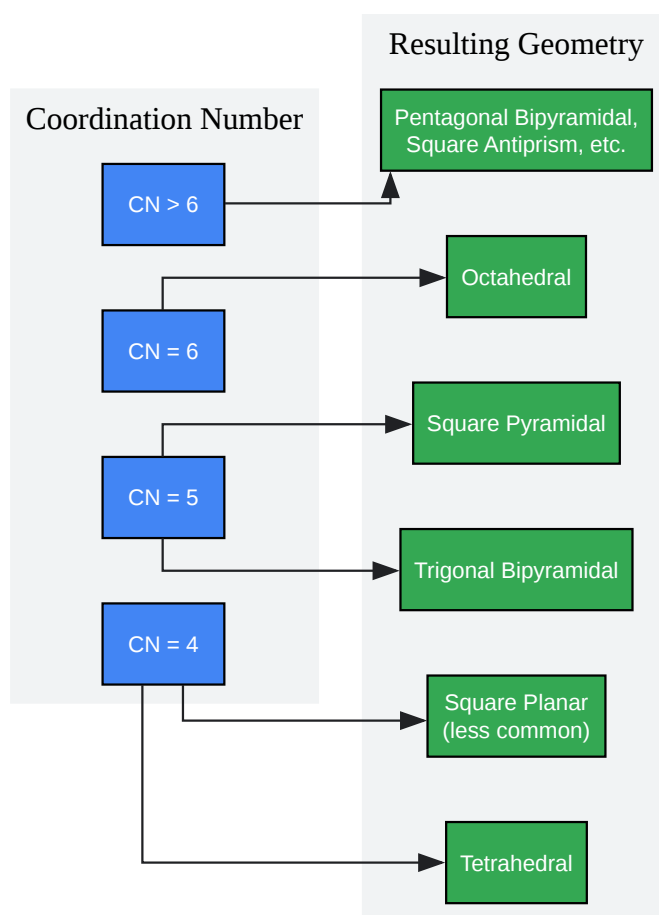 Resulting Geometry
Coordination Number
Pentagonal Bipyramidal,
Square Antiprism, etc.
CN > 6
Octahedral
CN = 6
Square Pyramidal
CN = 5
Trigonal Bipyramidal
CN = 4
Square Planar
(less common)
Tetrahedral